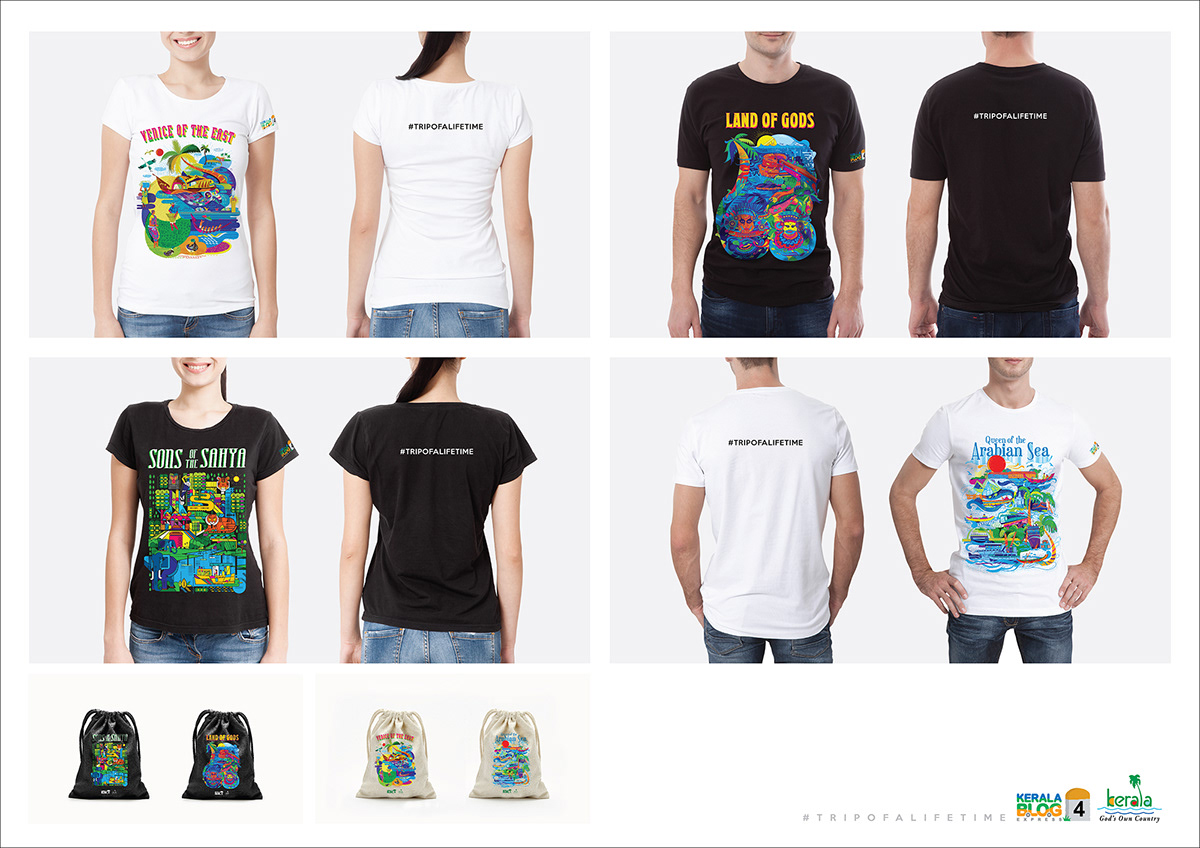 VENICE OF THE EAST
#TRIPOFALIFETIME
LAND OF GODS
#TRIPOFALIFETIME
SONS OF THE SAHYA
#TRIPOFALIFETIME
#TRIPOFALIFETIME
Queen of the
Arabian Sea
SONS OF THE SAHYA
LAND OF GODS
VENICE OF THE EAST
Queen of the
Arabian Sea
#TRIPOFALIFETIME
KERALA
BLOG
EXPRESS
4
kerala
God's Own Country